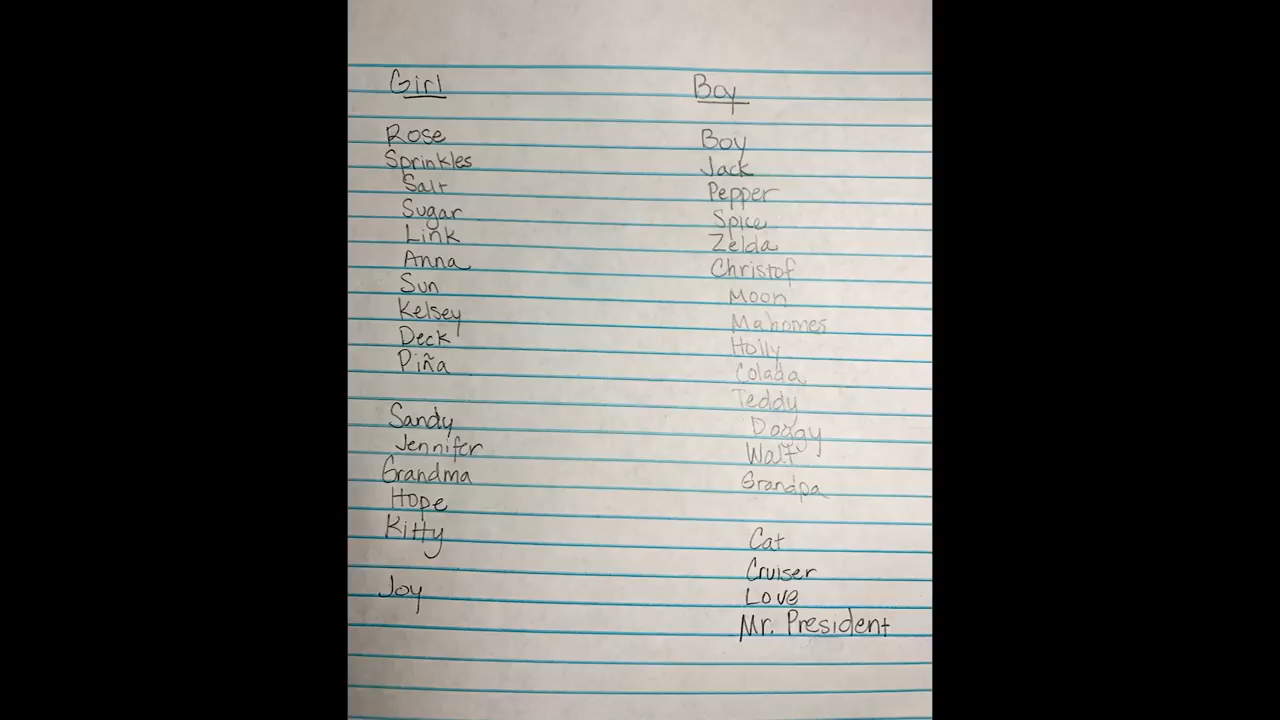 Girl
Rose
Sprinkles
Salt
Sugar
Link
Anna
Sun
Kelsey
Deck
Piña
Sandy
Jennifer
Grandma
Hope
Kitty
Joy
Boy
Boy
Jack
Pepper
Spice
Zelda
Christof
Moon
Mahomes
Holly
Colada
Teddy
Doggy
Walt
Grandpa
Cat
Cruiser
Love
Mr. President